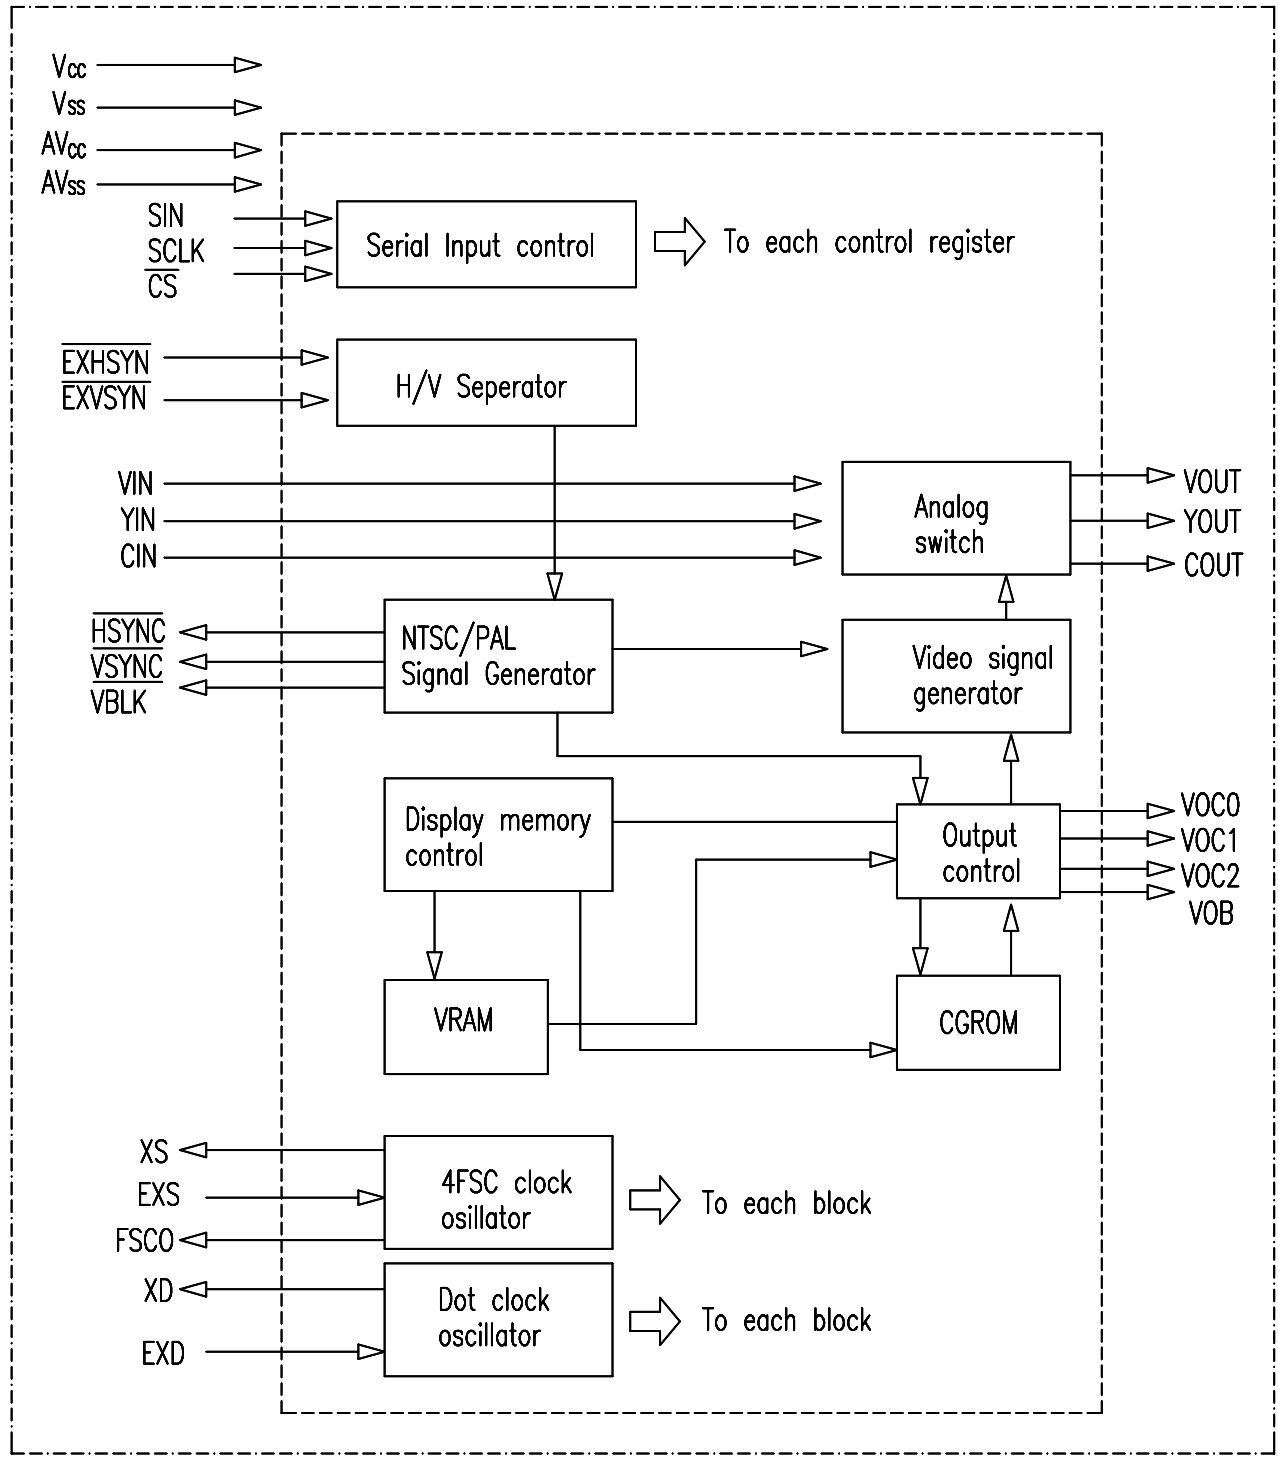 Vcc
Vss
AVcc
AVss
SIN
SCLK
CS
Serial Input control
To each control register
EXHSYN
EXVSYN
H/V Seperator
VIN
YIN
CIN
Analog
switch
VOUT
YOUT
COUT
HSYNC
VSYNC
VBLK
NTSC/PAL
Signal Generator
Video signal
generator
Display memory
control
Output
control
VOC0
VOC1
VOC2
VOB
VRAM
CGROM
XS
EXS
FSCO
4FSC clock
osillator
To each block
XD
EXD
Dot clock
oscillator
To each block